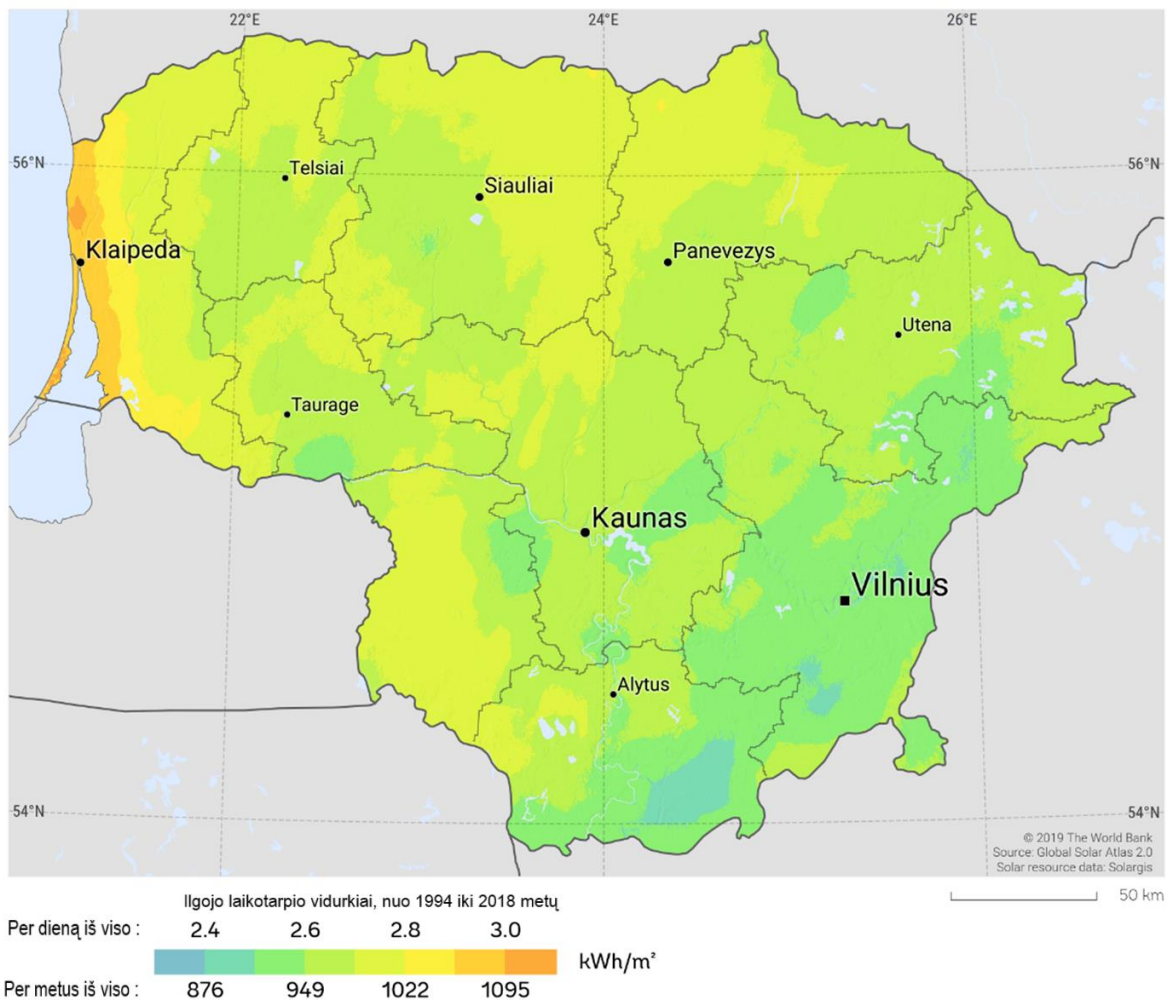 22°E 24°E 26°E
56°N 56°N
Telsiai
Siauliai
Klaipeda
Panevezys
Utena
Taurage
Kaunas
Vilnius
Alytus
54°N 54°N
© 2019 The World Bank
Source: Global Solar Atlas 2.0
Solar resource data: Solargis
50 km
Ilgojo laikotarpio vidurkiai, nuo 1994 iki 2018 metų
Per dieną iš viso : 2.4 2.6 2.8 3.0
kWh/m²
Per metus iš viso : 876 949 1022 1095